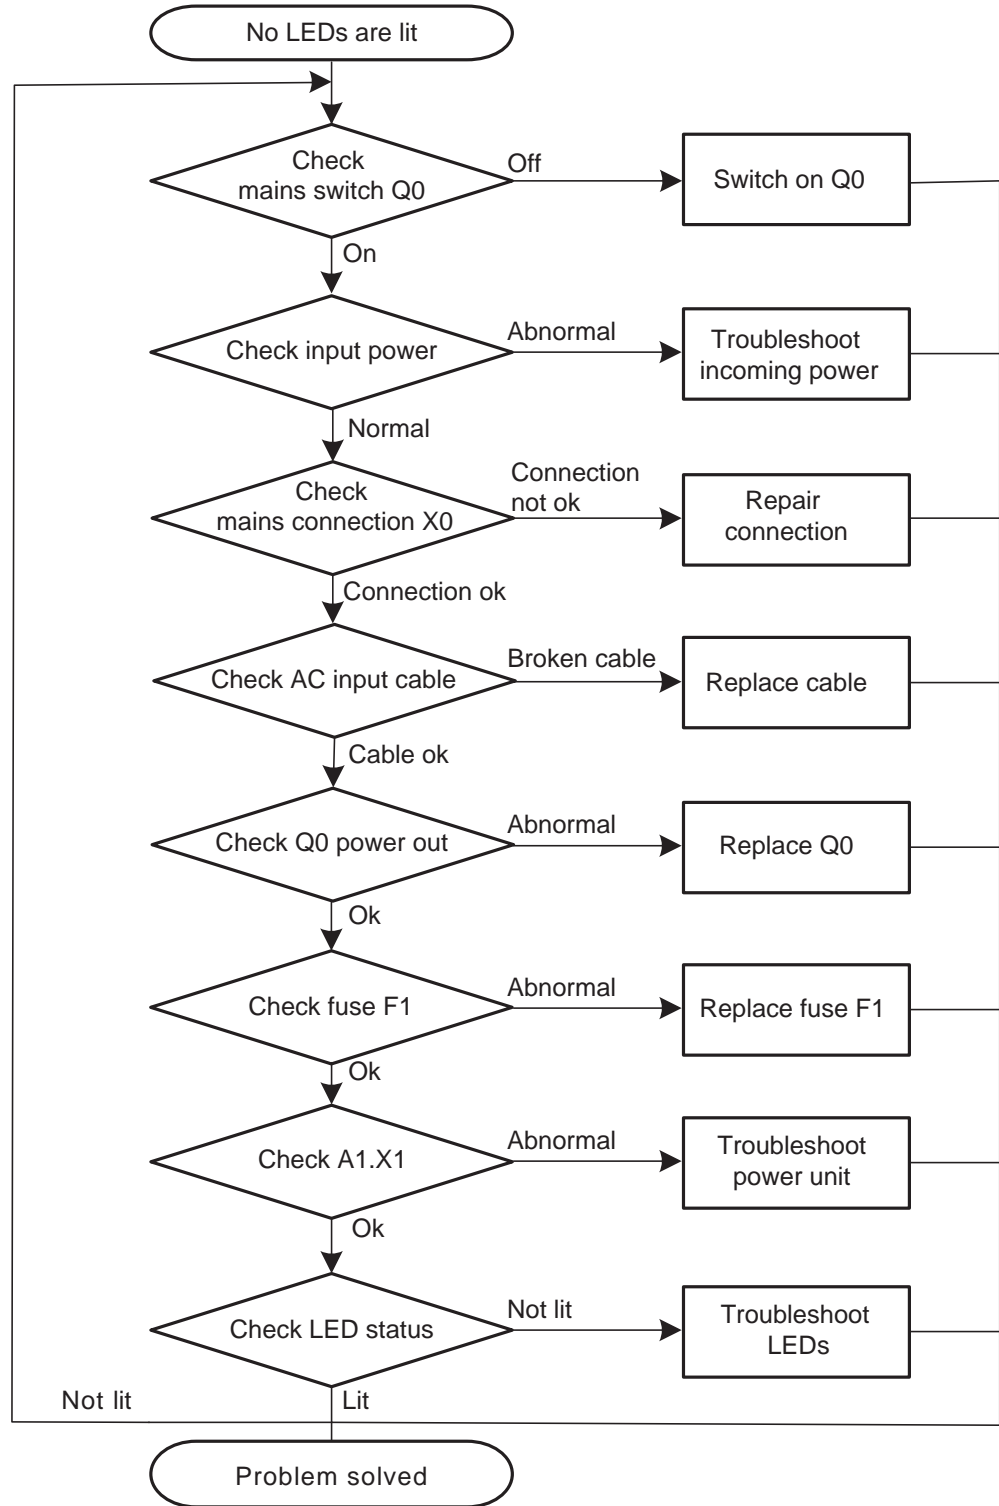 No LEDs are lit
Check
mains switch Q0
Off
Switch on Q0
On
Check input power
Abnormal
Troubleshoot
incoming power
Normal
Check
mains connection X0
Connection
not ok
Repair
connection
Connection ok
Check AC input cable
Broken cable
Replace cable
Cable ok
Check Q0 power out
Abnormal
Replace Q0
Ok
Check fuse F1
Abnormal
Replace fuse F1
Ok
Check A1.X1
Abnormal
Troubleshoot
power unit
Ok
Check LED status
Not lit
Troubleshoot
LEDs
Not lit
Lit
Problem solved